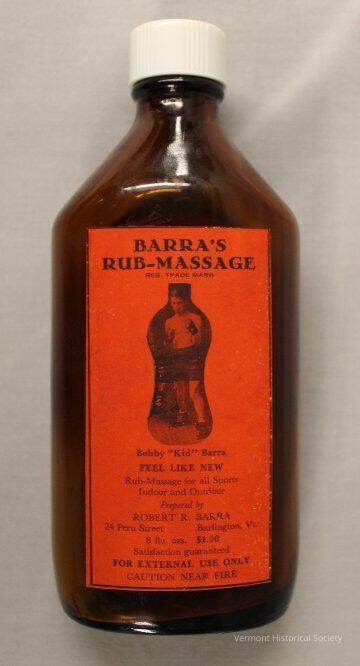 BARRA'S
RUB-MASSAGE
REG. TRADE MARK
Bobby "Kid" Barra
FEEL LIKE NEW
Rub-Massage for all Sports
Indoor and Outdoor
Prepared by
ROBERT R. BARRA
24 Peru Street Burlington, Vt.
8 flu. ozs. $1.50
Satisfaction guaranteed
FOR EXTERNAL USE ONLY
CAUTION NEAR FIRE
Vermont Historical Society